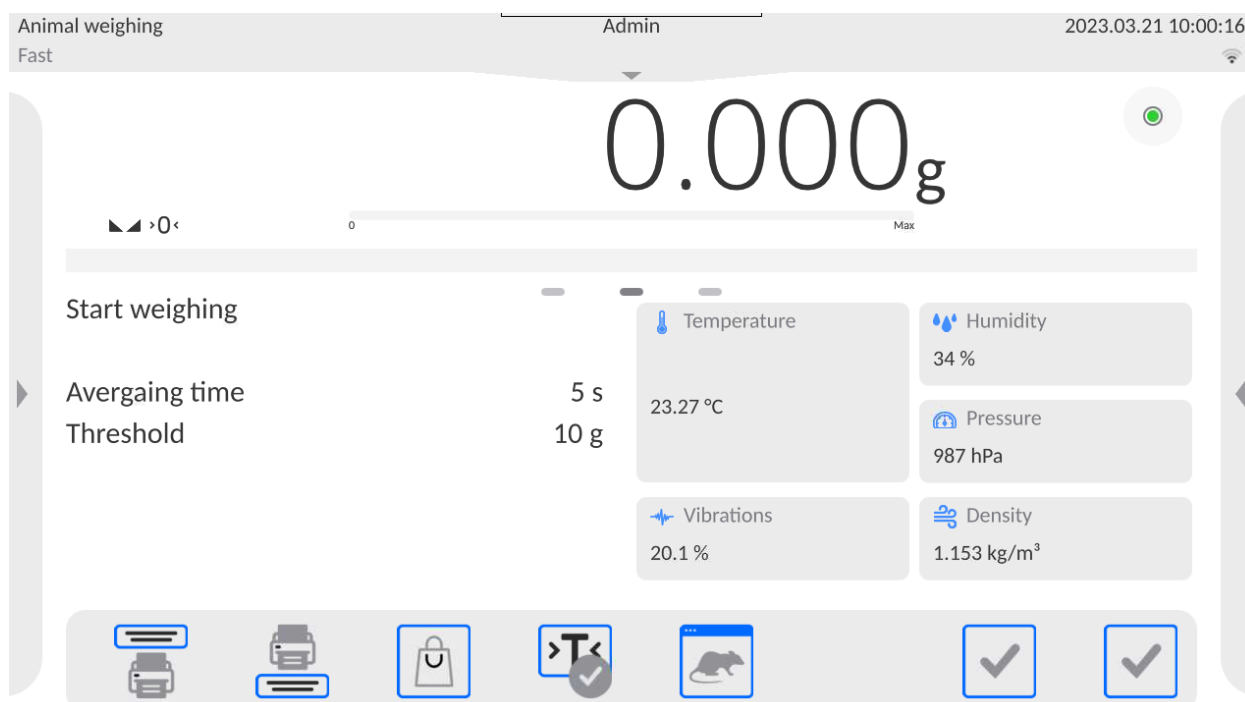 Animal weighing
Admin
2023.03.21 10:00:16
Fast
0.000g
>0<
0
Max
Start weighing
Avergaing time 5 s
Threshold 10 g
Temperature
23.27 °C
Humidity
34 %
Pressure
987 hPa
Vibrations
20.1 %
Density
1.153 kg/m³
>T<